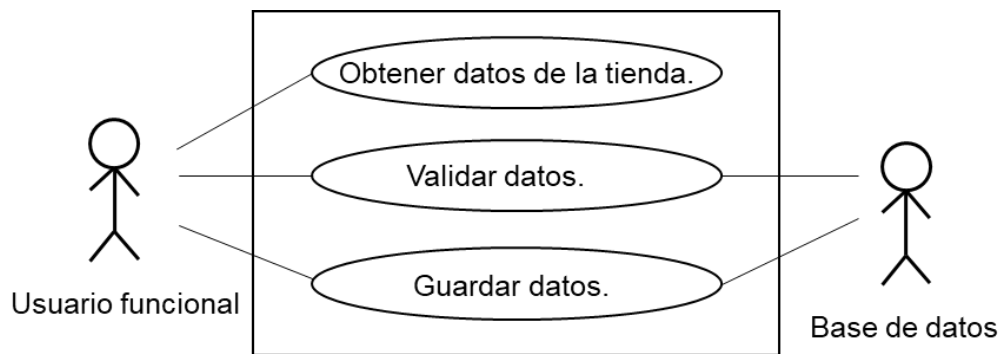 Obtener datos de la tienda.
Validar datos.
Guardar datos.
Usuario funcional
Base de datos